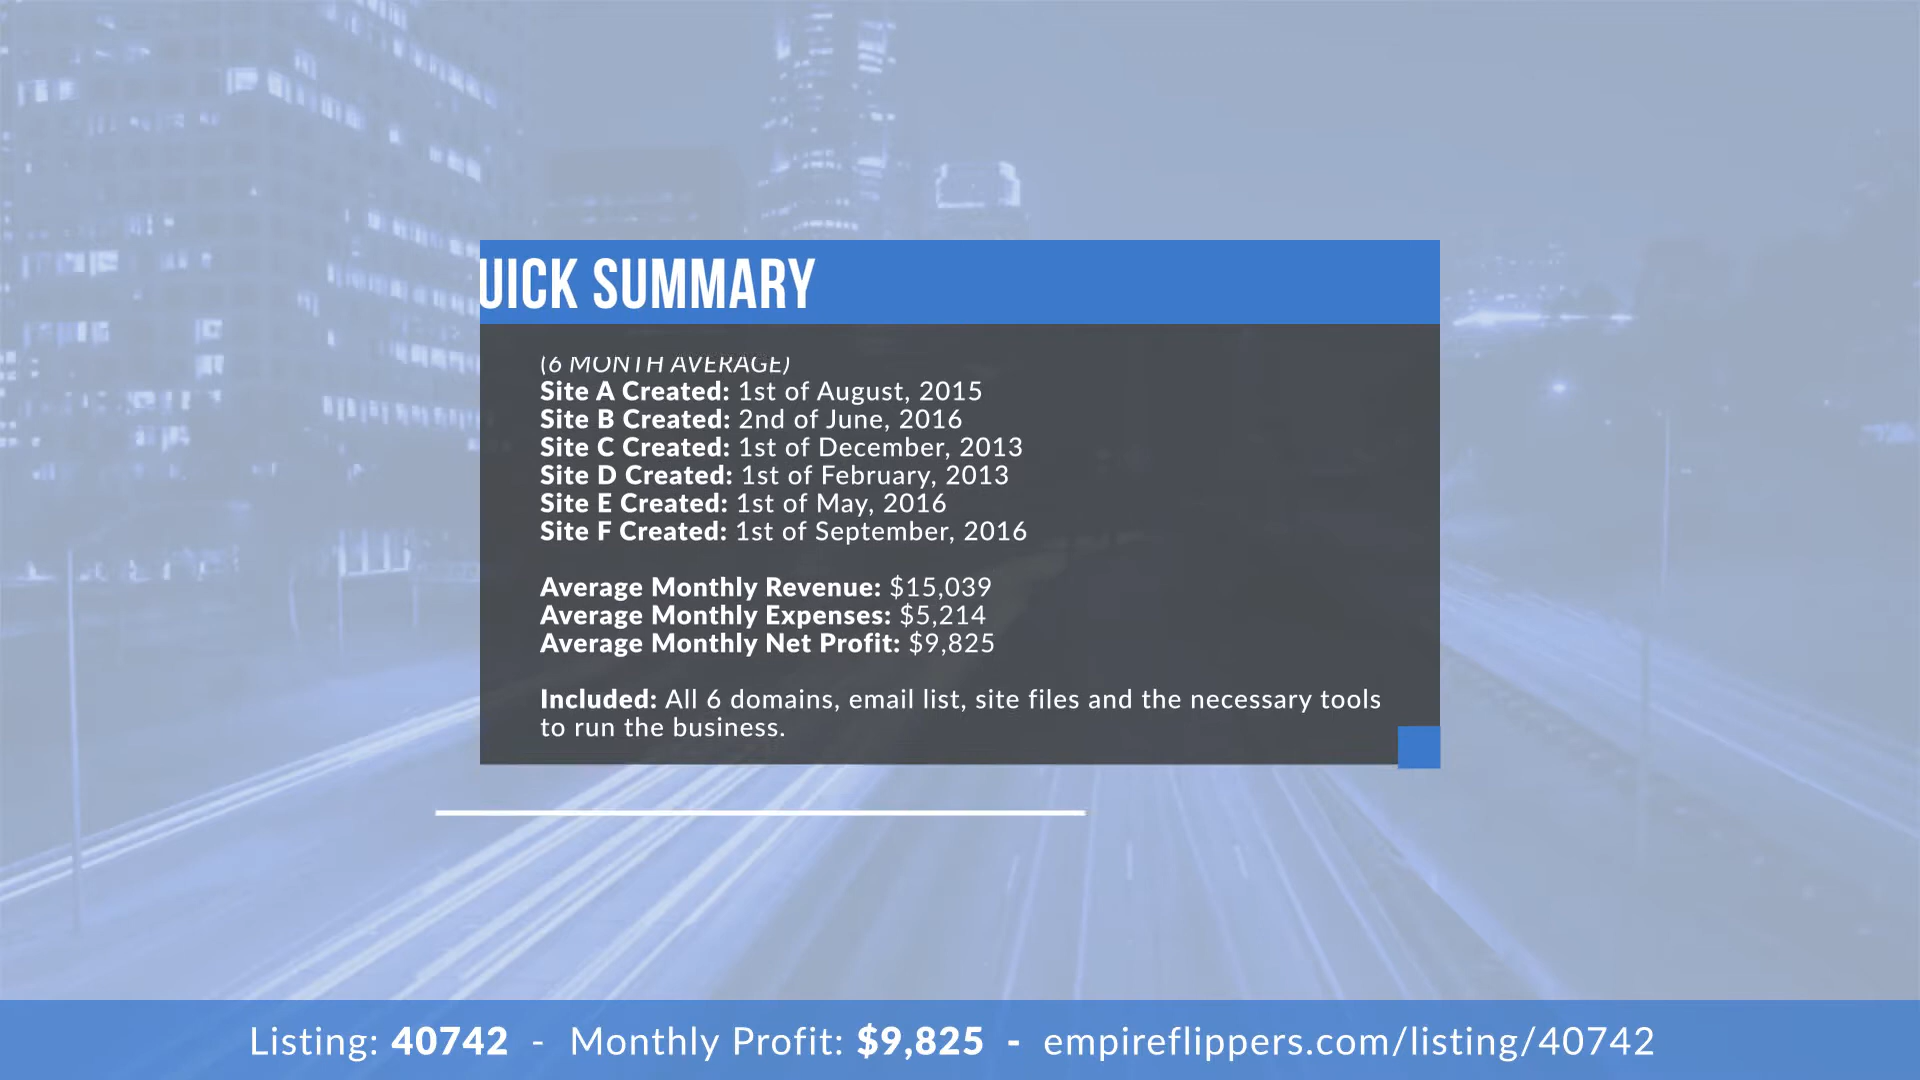 UICK SUMMARY
(6 MONTH AVERAGE)
Site A Created: 1st of August, 2015
Site B Created: 2nd of June, 2016
Site C Created: 1st of December, 2013
Site D Created: 1st of February, 2013
Site E Created: 1st of May, 2016
Site F Created: 1st of September, 2016
Average Monthly Revenue: $15,039
Average Monthly Expenses: $5,214
Average Monthly Net Profit: $9,825
Included: All 6 domains, email list, site files and the necessary tools
to run the business.
Listing: 40742 - Monthly Profit: $9,825 - empireflippers.com/listing/40742